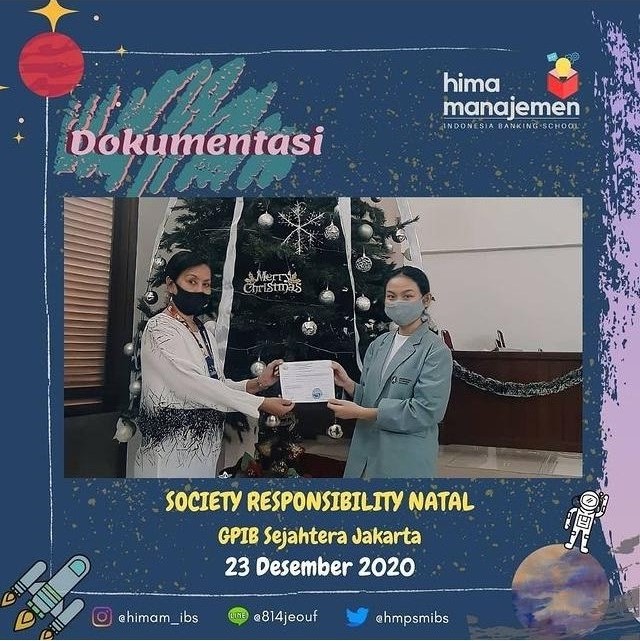 hima
manajemen
INDONESIA BANKING SCHOOL
Dokumentasi
Merry
Christmas
SOCIETY RESPONSIBILITY NATAL
GPIB Sejahtera Jakarta
23 Desember 2020
@himam_ibs
LINE
@814jeouf
@hmpsmibs